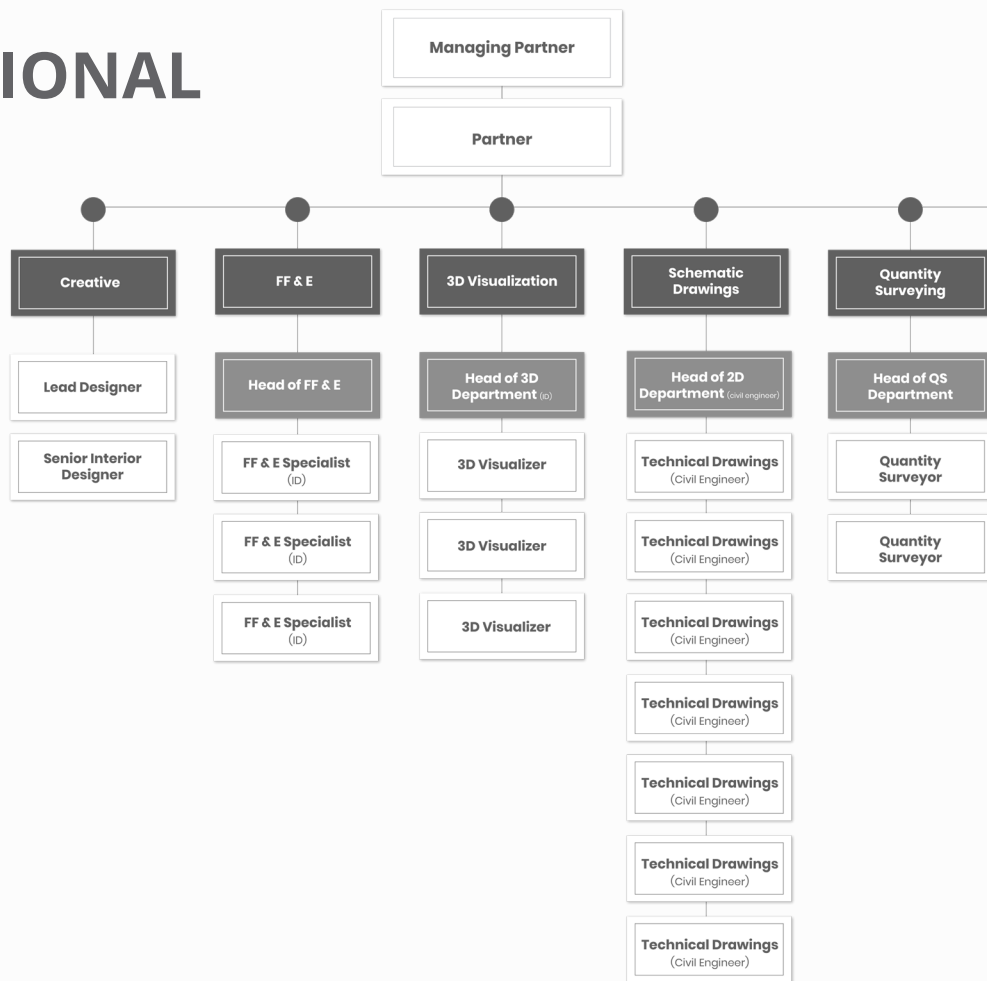 IONAL
Managing Partner
Partner
Creative
Lead Designer
Senior Interior
Designer
FF & E
Head of FF & E
FF & E Specialist
(ID)
FF & E Specialist
(ID)
FF & E Specialist
(ID)
3D Visualization
Head of 3D
Department (ID)
3D Visualizer
3D Visualizer
3D Visualizer
Schematic
Drawings
Head of 2D
Department (civil engineer)
Technical Drawings
(Civil Engineer)
Technical Drawings
(Civil Engineer)
Technical Drawings
(Civil Engineer)
Technical Drawings
(Civil Engineer)
Technical Drawings
(Civil Engineer)
Technical Drawings
(Civil Engineer)
Technical Drawings
(Civil Engineer)
Quantity
Surveying
Head of QS
Department
Quantity
Surveyor
Quantity
Surveyor